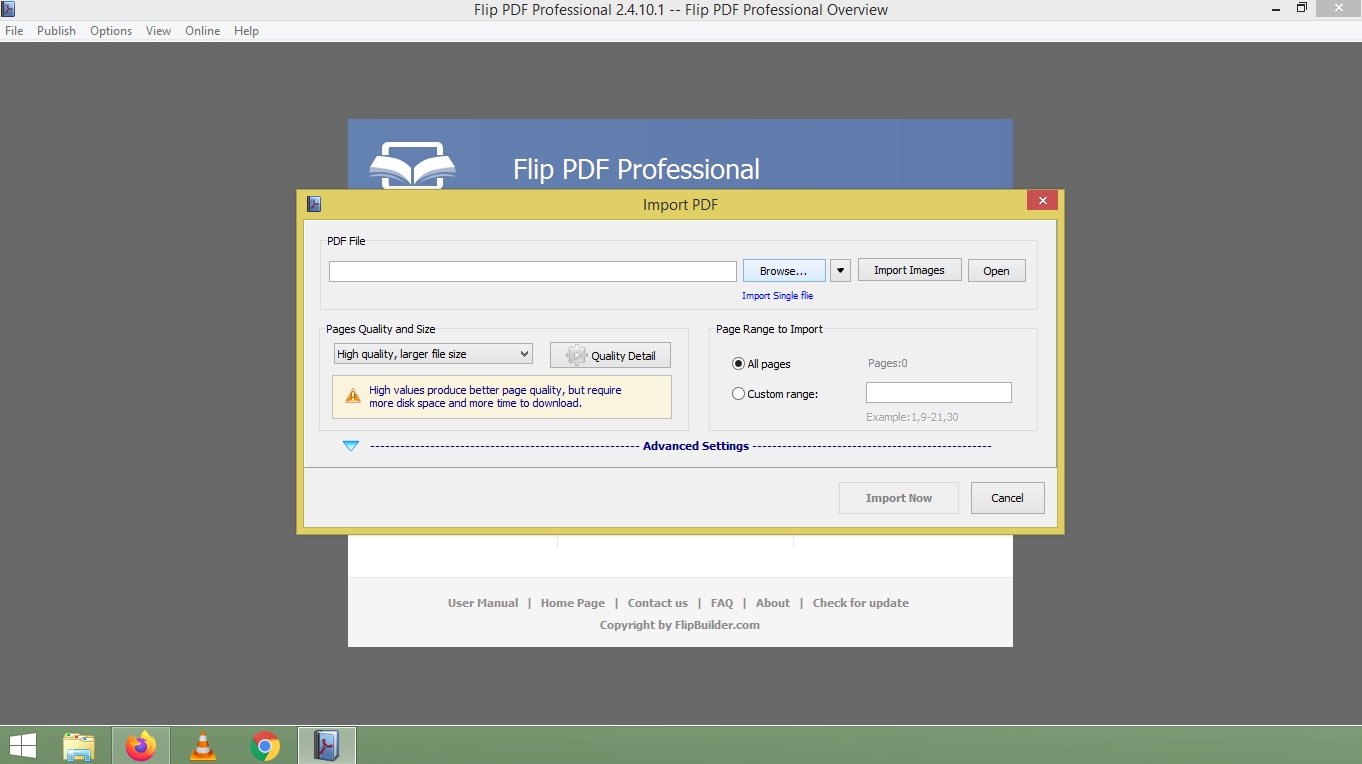 Flip PDF Professional 2.4.10.1 -- Flip PDF Professional Overview
File Publish Options View Online Help
Flip PDF Professional
Import PDF
PDF File
Browse... Import Images Open
Import Single flie
Pages Quality and Size
High quality, larger file size Quality Detail
High values produce better page quality, but require
more disk space and more time to download.
Page Range to Import
All pages Pages:0
Custom range:
Example:1,9-21,30
Advanced Settings
Import Now Cancel
User Manual | Home Page | Contact us | FAQ | About | Check for update
Copyright by FlipBuilder.com